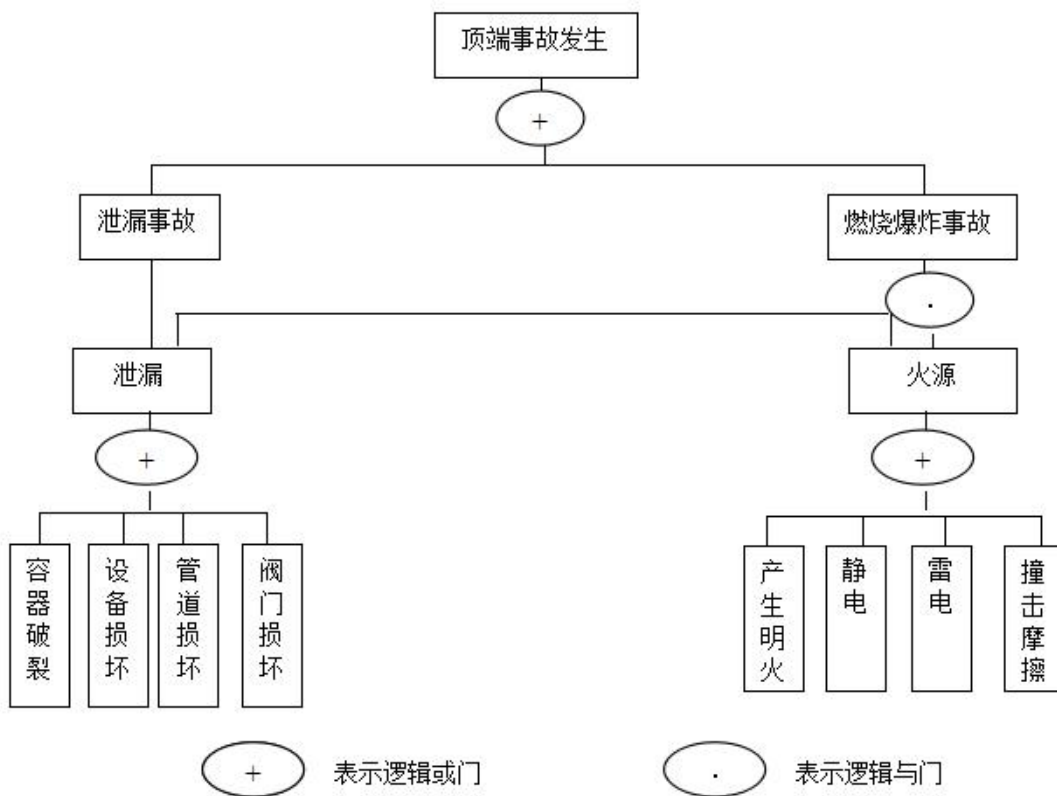 顶端事故发生
+
泄漏事故
燃烧爆炸事故
.
泄漏
火源
+
+
容器破裂
设备损坏
管道损坏
阀门损坏
产生明火
静电
雷电
撞击摩擦
+
表示逻辑或门
.
表示逻辑与门